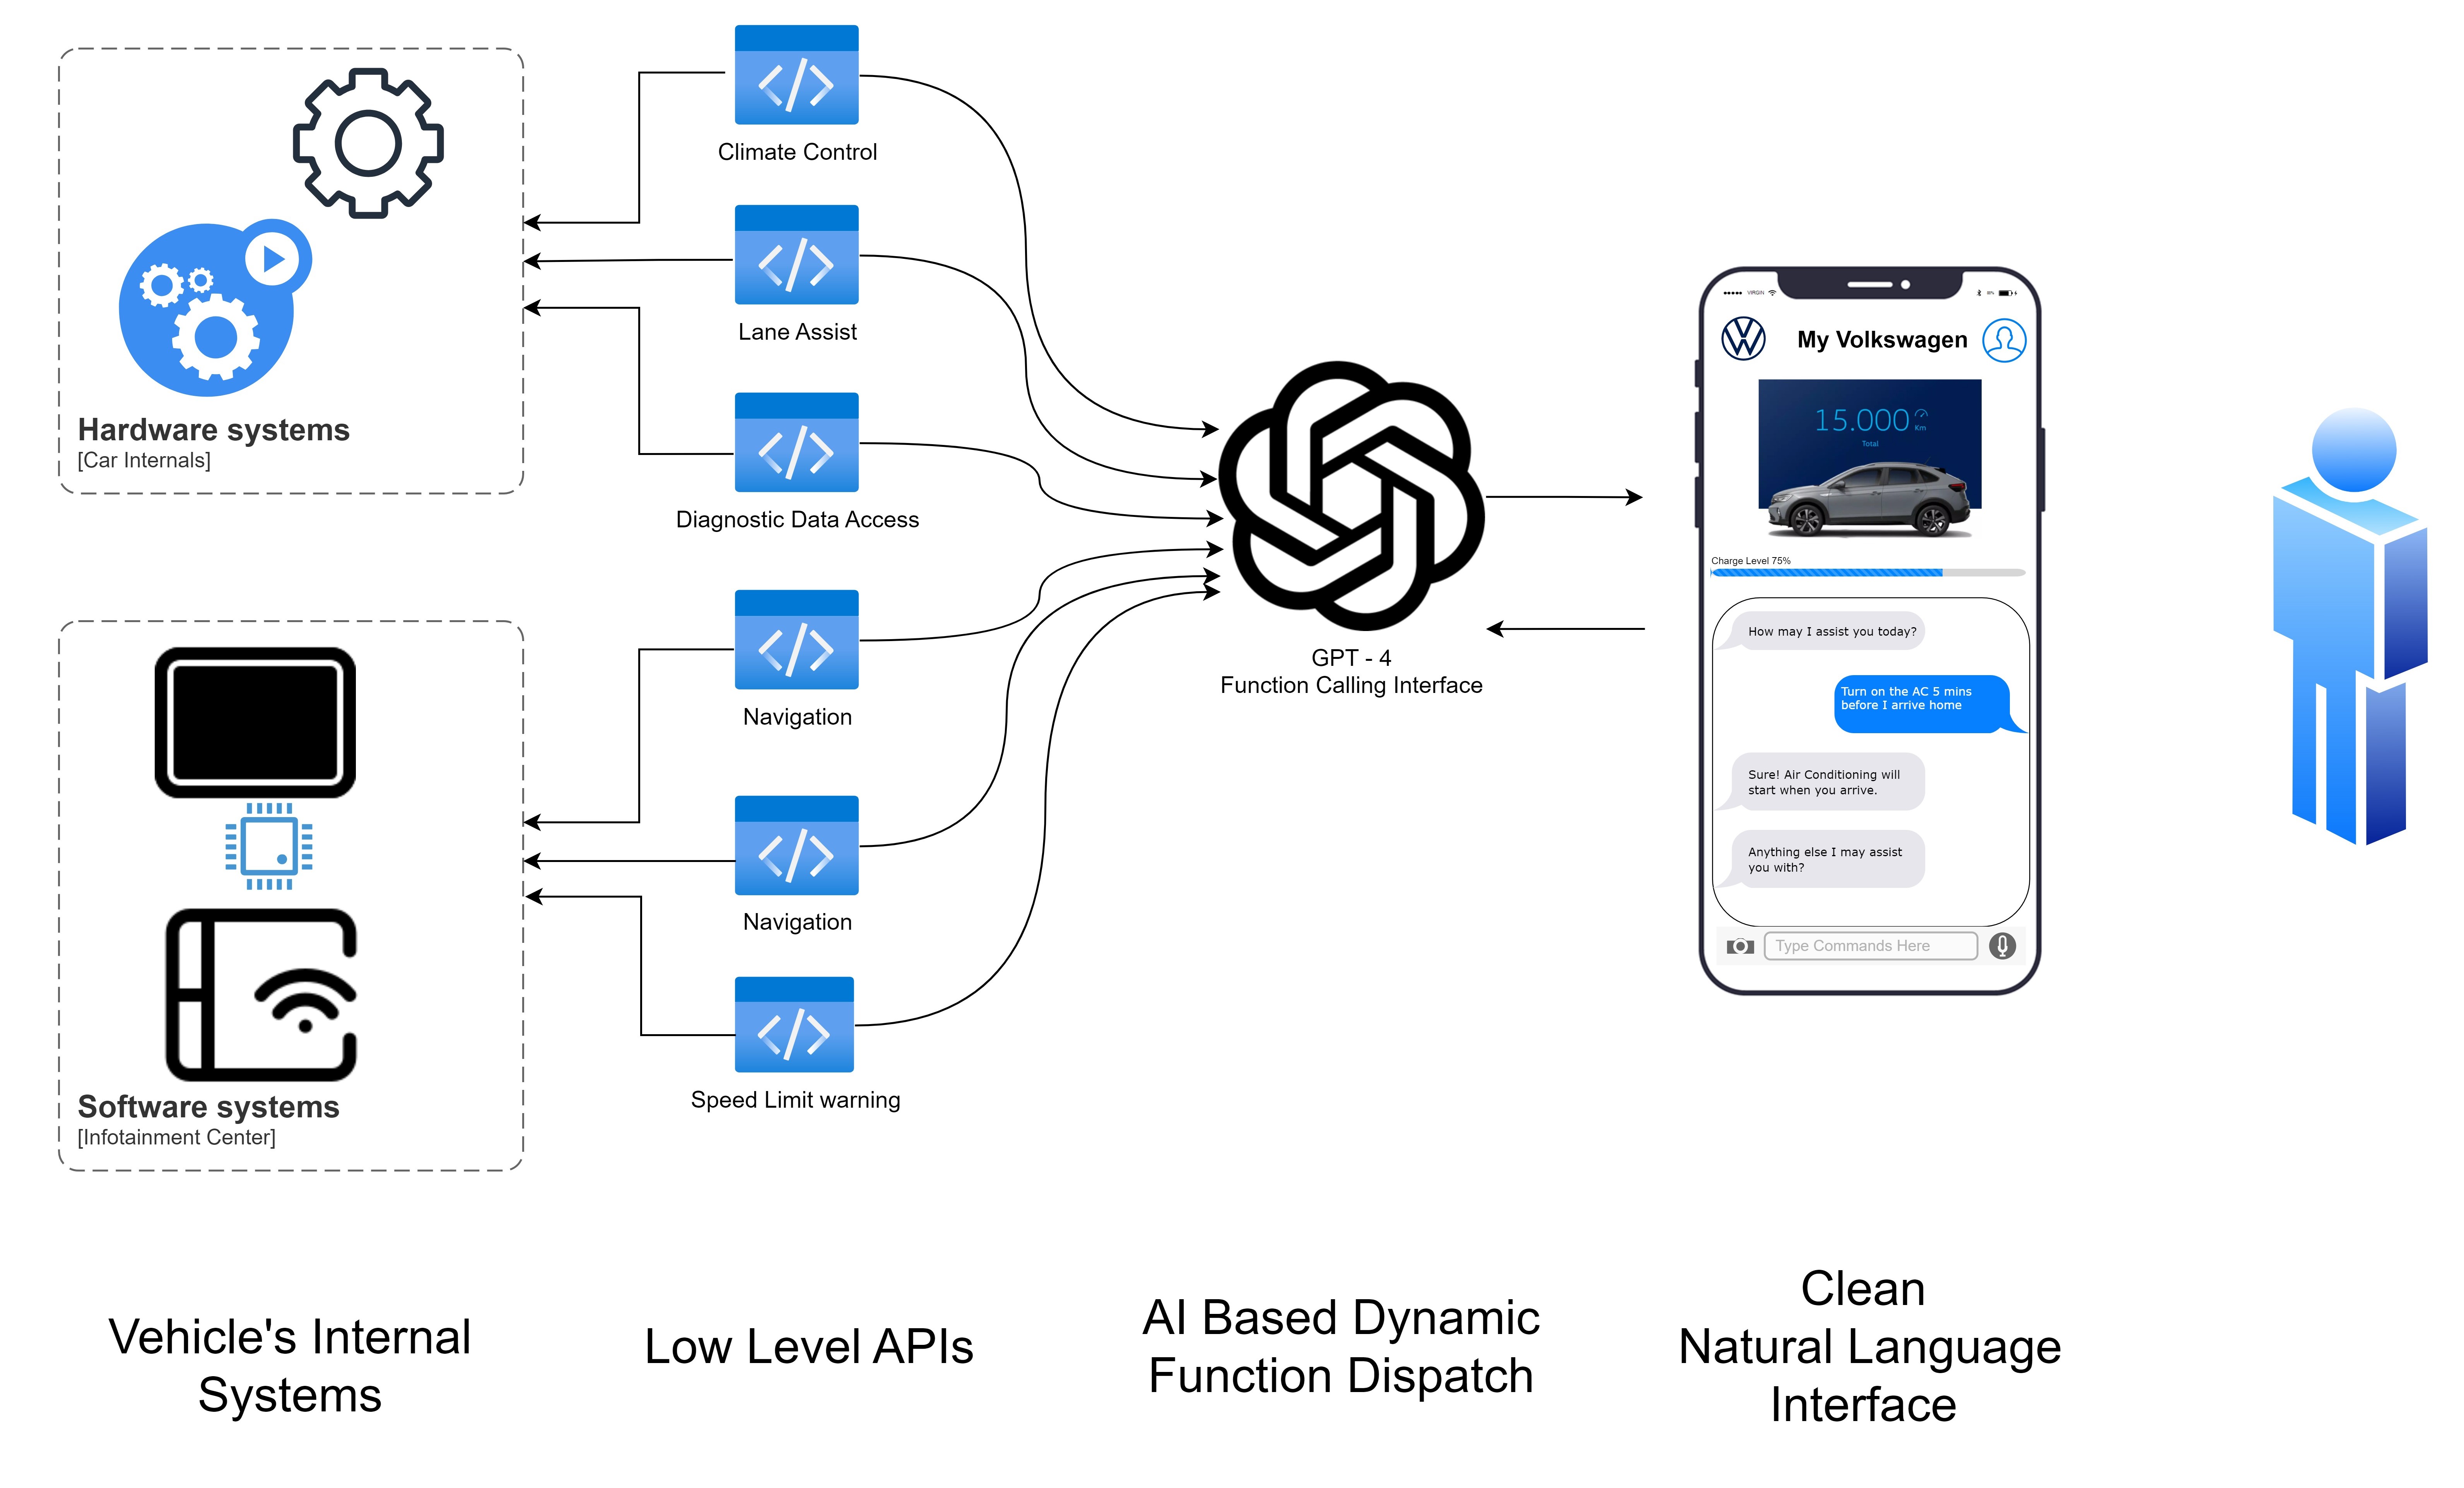 Climate Control
Lane Assist
Diagnostic Data Access
Navigation
Navigation
Speed Limit warning
Hardware systems
[Car Internals]
Software systems
[Infotainment Center]
GPT - 4
Function Calling Interface
VIRGIN
My Volkswagen
15.000
Km
Total
Charge Level 75%
How may I assist you today?
Turn on the AC 5 mins
before I arrive home
Sure! Air Conditioning will
start when you arrive.
Anything else I may assist
you with?
Type Commands Here
Vehicle's Internal
Systems
Low Level APIs
AI Based Dynamic
Function Dispatch
Clean
Natural Language
Interface